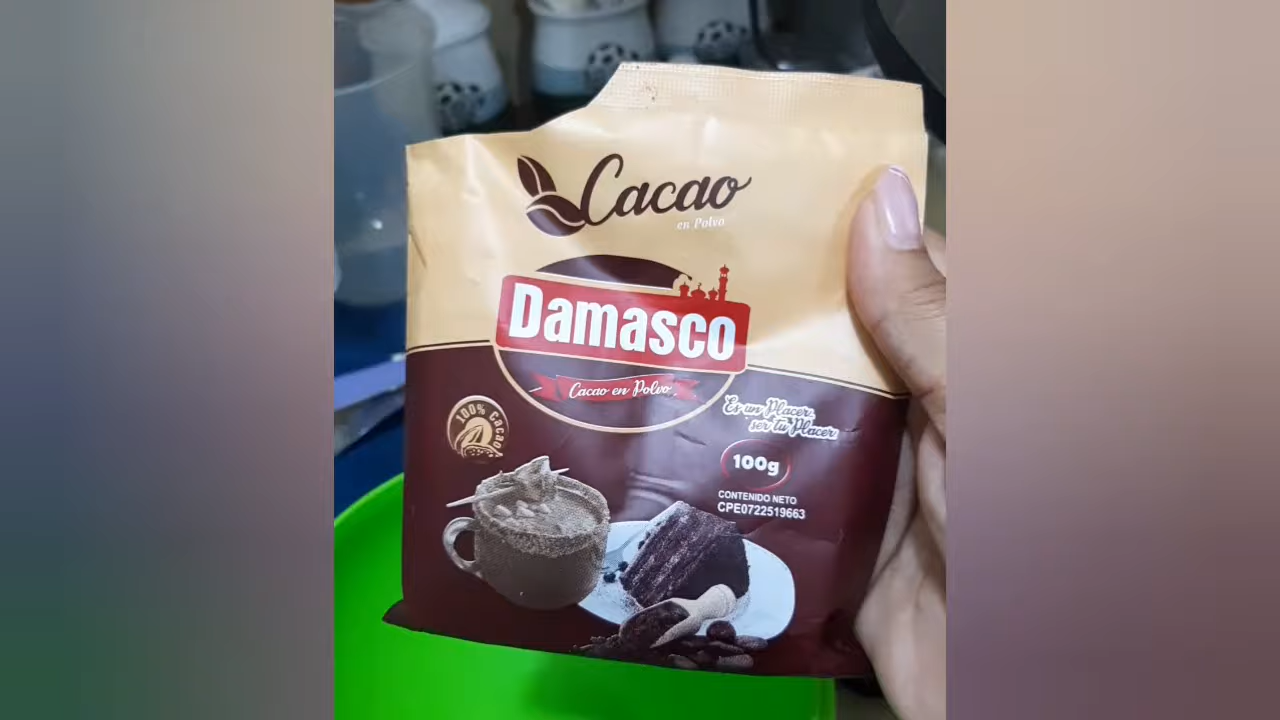 Cacao
en Polvo
Damasco
Cacao en Polvo
100% Cacao
Es un Placer,
ser tu Placer
100g
CONTENIDO NETO
CPE0722519663